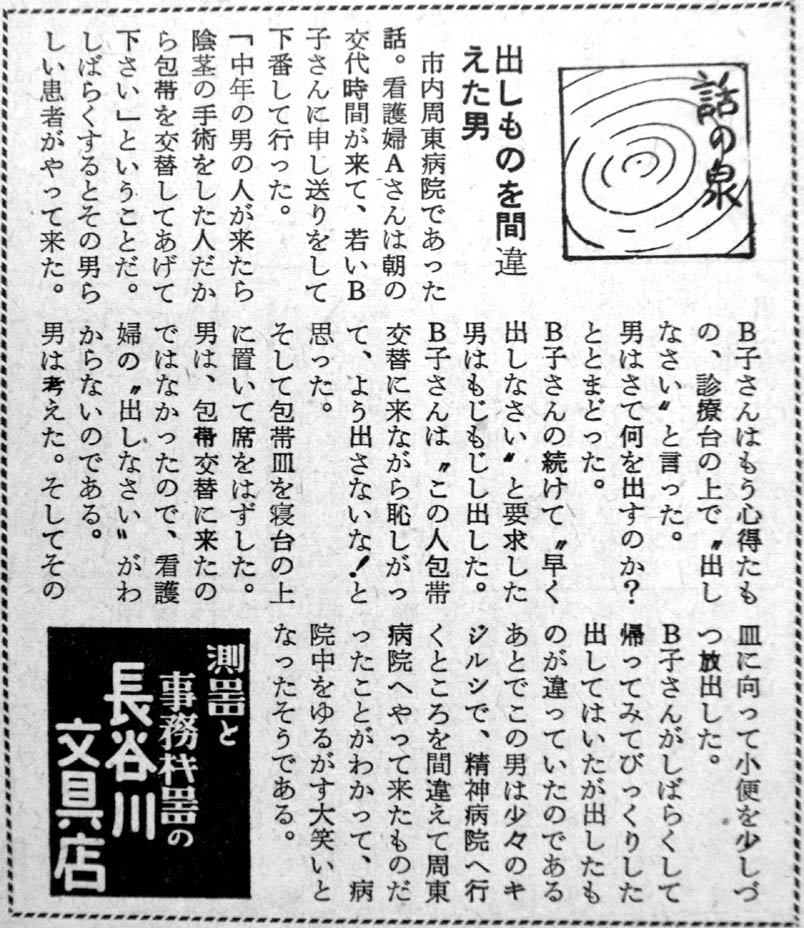 話の泉
出しものを間違
えた男
市内周東病院であった
話。看護婦Aさんは朝の
交代時間が来て、若いB
子さんに申し送りをして
下番して行った。
「中年の男の人が来たら
陰茎の手術をした人だか
ら包帯を交替してあげて
下さい」ということだ。
しばらくするとその男ら
しい患者がやって来た。
B子さんはもう心得たも
の、診療台の上で〝出し
なさい〟と言った。
男はさて何を出すのか?
ととまどった。
B子さんの続けて〝早く
出しなさい〟と要求した
男はもじもじし出した。
B子さんは〝この人包帯
交替に来ながら恥しがっ
て、よう出さないな!と
思った。
そして包帯皿を寝台の上
に置いて席をはずした。
男は、包帯交替に来たの
ではなかったので、看護
婦の〝出しなさい〟がわ
からないのである。
男は考えた。そしてその
皿に向って小便を少しづ
つ放出した。
B子さんがしばらくして
帰ってみてびっくりした
出してはいたが出したも
のが違っていたのである
あとでこの男は少々のキ
ジルシで、精神病院へ行
くところを間違えて周東
病院へやって来たものだ
ったことがわかって、病
院中をゆるがす大笑いと
なったそうである。
測器と
事務机器の
長谷川
文具店